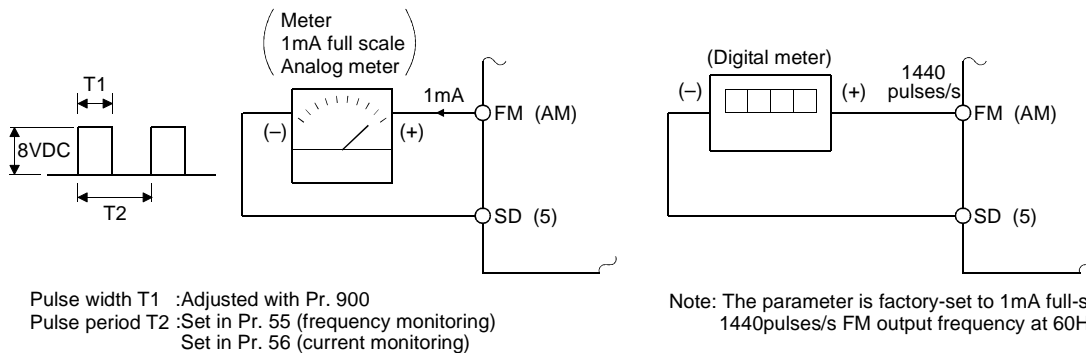 Meter
1mA full scale
Analog meter
T1
8VDC
T2
(–)
(+)
1mA
FM (AM)
SD (5)
Pulse width T1 :Adjusted with Pr. 900
Pulse period T2 :Set in Pr. 55 (frequency monitoring)
Set in Pr. 56 (current monitoring)
(Digital meter)
(–)
(+)
1440
pulses/s
FM (AM)
SD (5)
Note: The parameter is factory-set to 1mA full-s
1440pulses/s FM output frequency at 60H